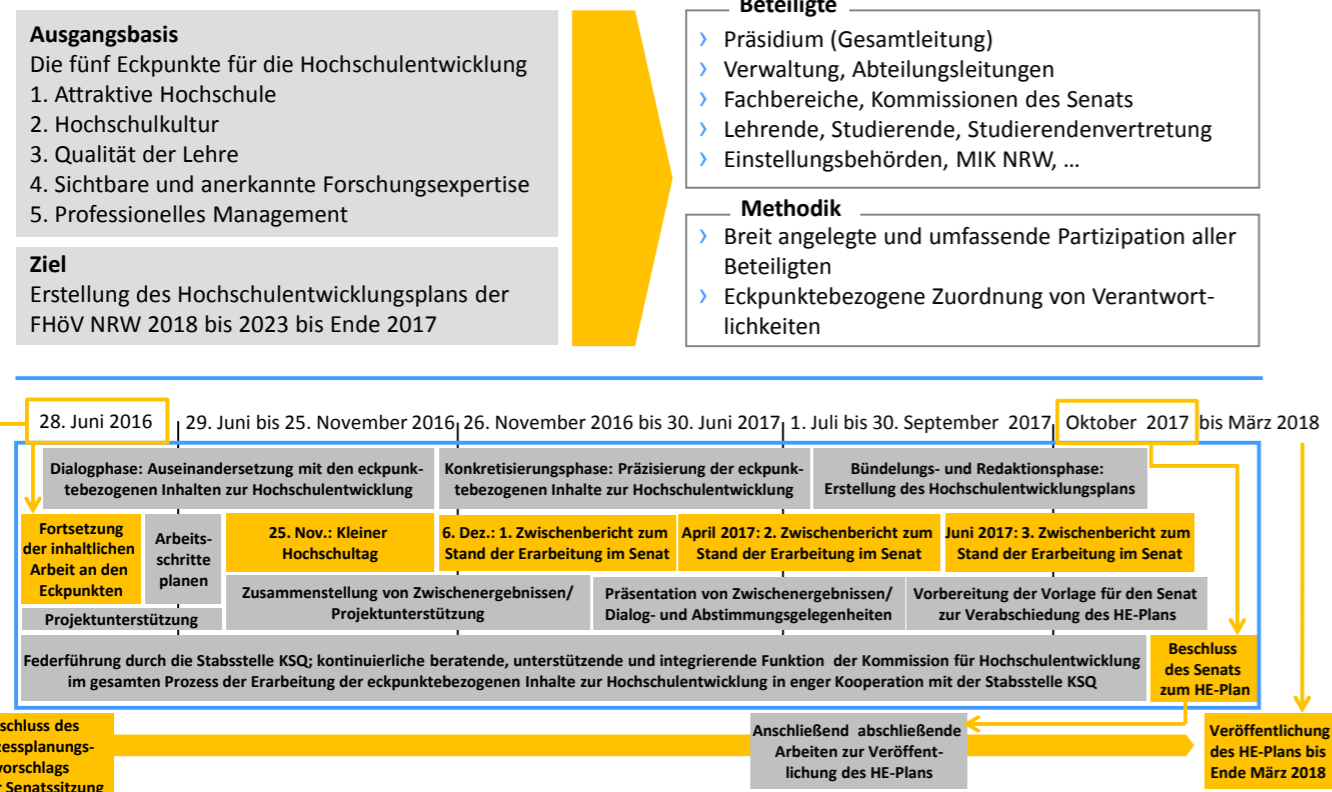 Ausgangsbasis
Die fünf Eckpunkte für die Hochschulentwicklung
1. Attraktive Hochschule
2. Hochschulkultur
3. Qualität der Lehre
4. Sichtbare und anerkannte Forschungsexpertise
5. Professionelles Management
Ziel
Erstellung des Hochschulentwicklungsplans der
FHöV NRW 2018 bis 2023 bis Ende 2017
Beteiligte
› Präsidium (Gesamtleitung)
› Verwaltung, Abteilungsleitungen
› Fachbereiche, Kommissionen des Senats
› Lehrende, Studierende, Studierendenvertretung
› Einstellungsbehörden, MIK NRW, ...
Methodik
› Breit angelegte und umfassende Partizipation aller
Beteiligten
› Eckpunktebezogene Zuordnung von Verantwort-
lichkeiten
28. Juni 2016
29. Juni bis 25. November 2016
26. November 2016 bis 30. Juni 2017
1. Juli bis 30. September 2017
Oktober 2017 bis März 2018
Dialogphase: Auseinandersetzung mit den eckpunk-
tebezogenen Inhalten zur Hochschulentwicklung
Konkretisierungsphase: Präzisierung der eckpunk-
tebezogenen Inhalte zur Hochschulentwicklung
Bündelungs- und Redaktionsphase:
Erstellung des Hochschulentwicklungsplans
Fortsetzung
der inhaltlichen
Arbeit an den
Eckpunkten
Arbeits-
schritte
planen
25. Nov.: Kleiner
Hochschultag
6. Dez.: 1. Zwischenbericht zum
Stand der Erarbeitung im Senat
April 2017: 2. Zwischenbericht zum
Stand der Erarbeitung im Senat
Juni 2017: 3. Zwischenbericht zum
Stand der Erarbeitung im Senat
Projektunterstützung
Zusammenstellung von Zwischenergebnissen/
Projektunterstützung
Präsentation von Zwischenergebnissen/
Dialog- und Abstimmungsgelegenheiten
Vorbereitung der Vorlage für den Senat
zur Verabschiedung des HE-Plans
Federführung durch die Stabsstelle KSQ; kontinuierliche beratende, unterstützende und integrierende Funktion der Kommission für Hochschulentwicklung
im gesamten Prozess der Erarbeitung der eckpunktebezogenen Inhalte zur Hochschulentwicklung in enger Kooperation mit der Stabsstelle KSQ
Beschluss
des Senats
zum HE-Plan
schluss des
zessplanungs-
vorschlags
r Senatssitzung
Anschließend abschließende
Arbeiten zur Veröffent-
lichung des HE-Plans
Veröffentlichung
des HE-Plans bis
Ende März 2018